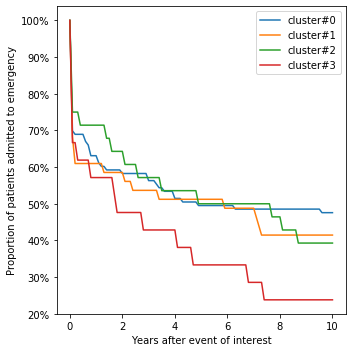 cluster#0
cluster#1
cluster#2
cluster#3
Proportion of patients admitted to emergency
100%
90%
80%
70%
60%
50%
40%
30%
20%
0
2
4
6
8
10
Years after event of interest